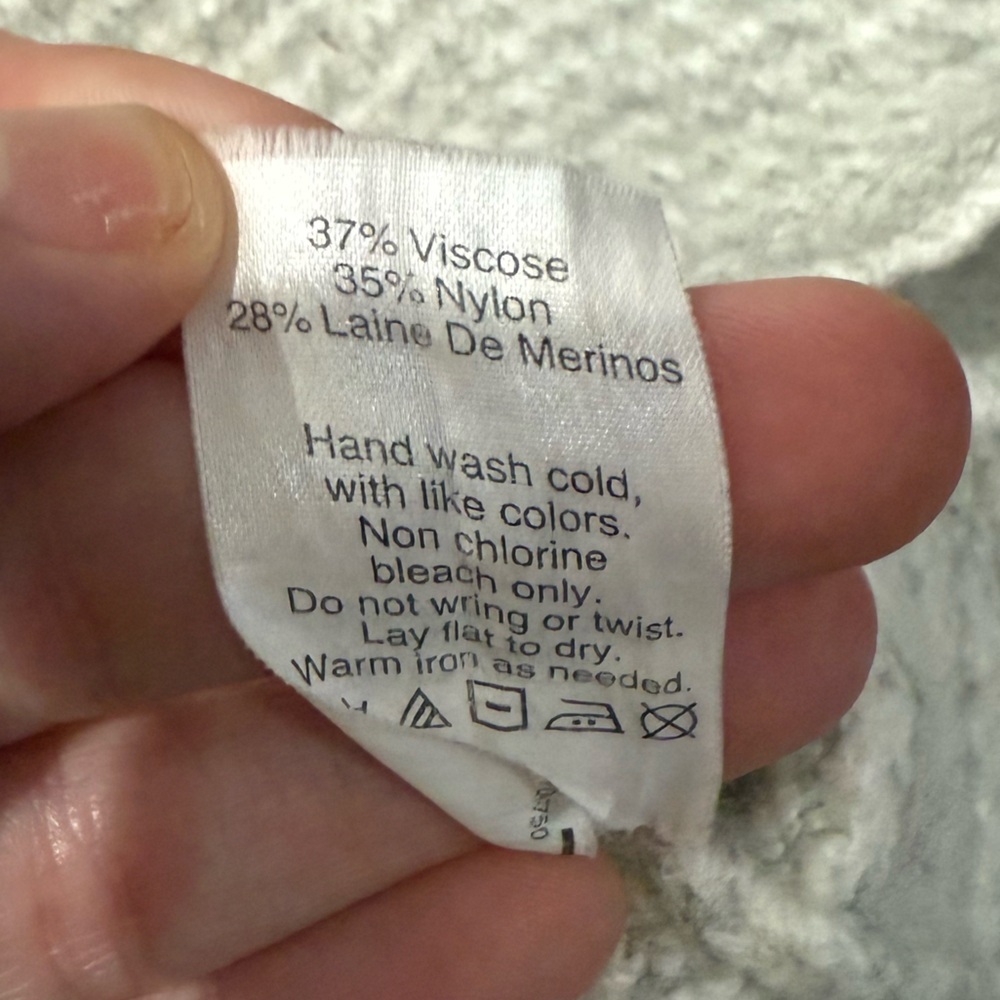 37% Viscose
35% Nylon
28% Laine De Merinos
Hand wash cold,
with like colors.
Non chlorine
bleach only.
Do not wring or twist.
Lay flat to dry.
Warm iron as needed.